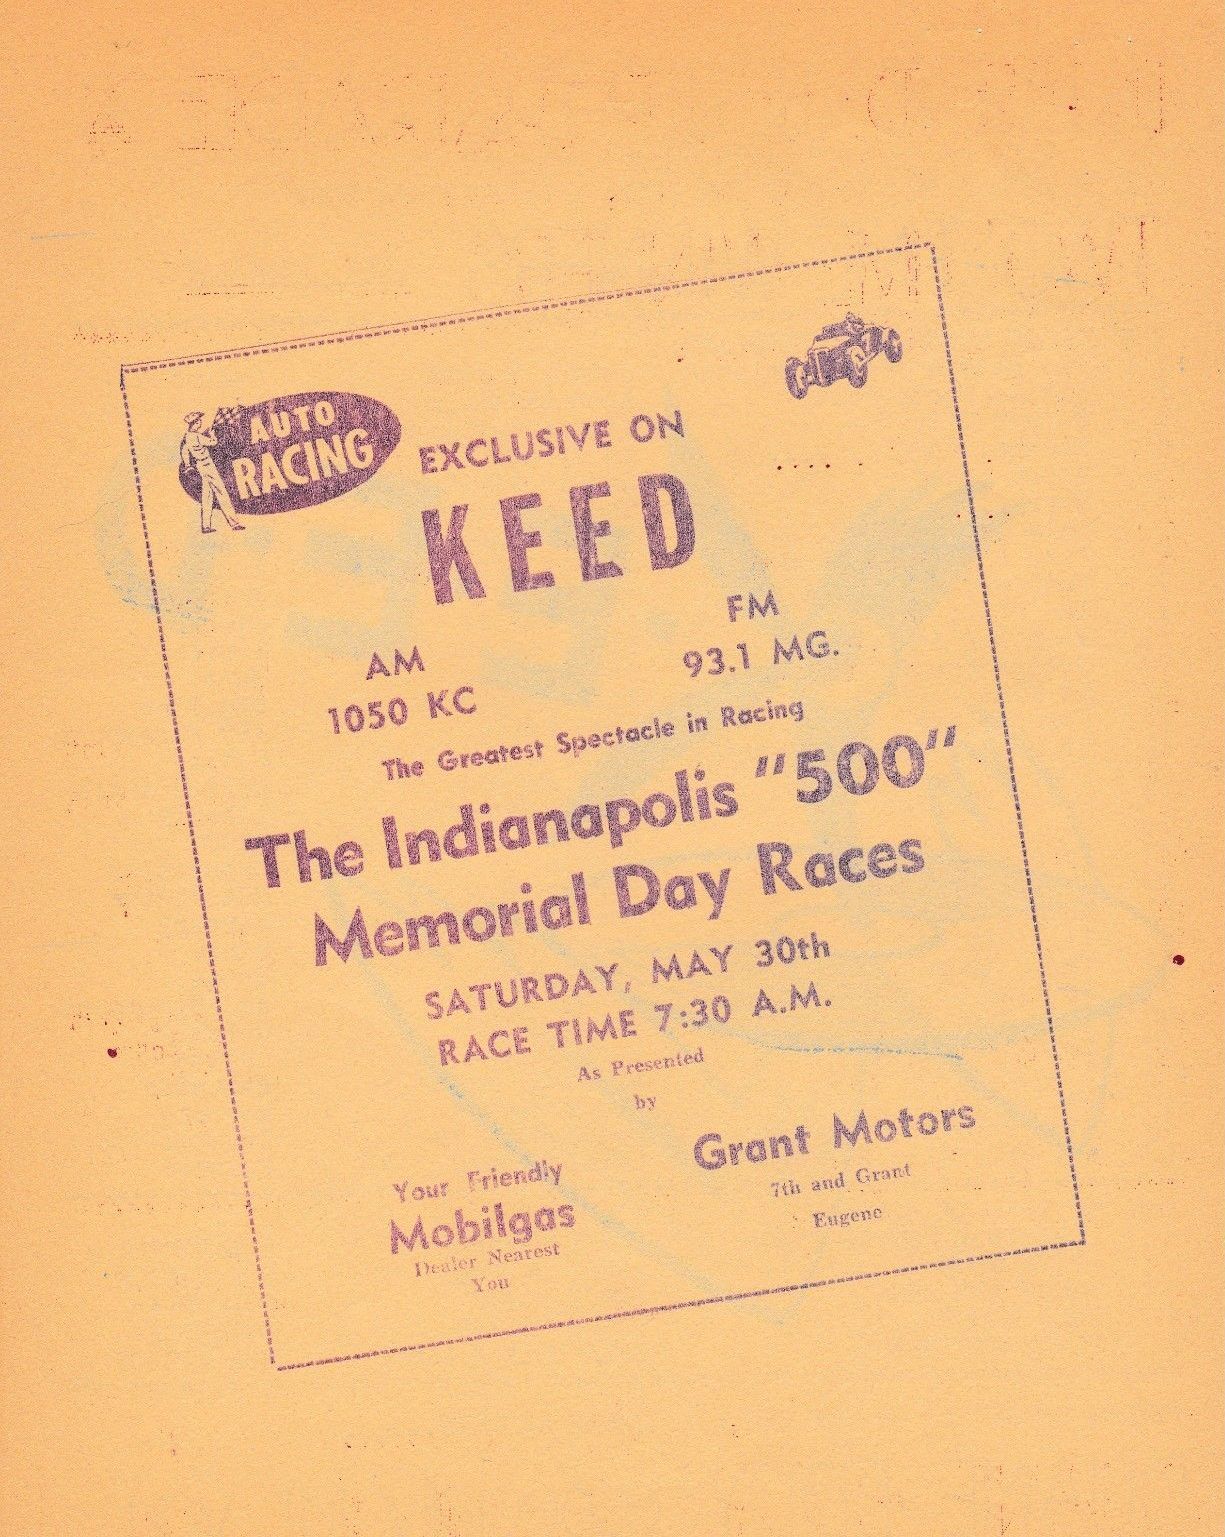 AUTO
RACING
EXCLUSIVE ON
KEED
AM
1050 KC
FM
93.1 MG.
The Greatest Spectacle in Racing
The Indianapolis "500"
Memorial Day Races
SATURDAY, MAY 30th
RACE TIME 7:30 A.M.
As Presented
by
Your Friendly
Mobilgas
Dealer Nearest
You
Grant Motors
7th and Grant
Eugene